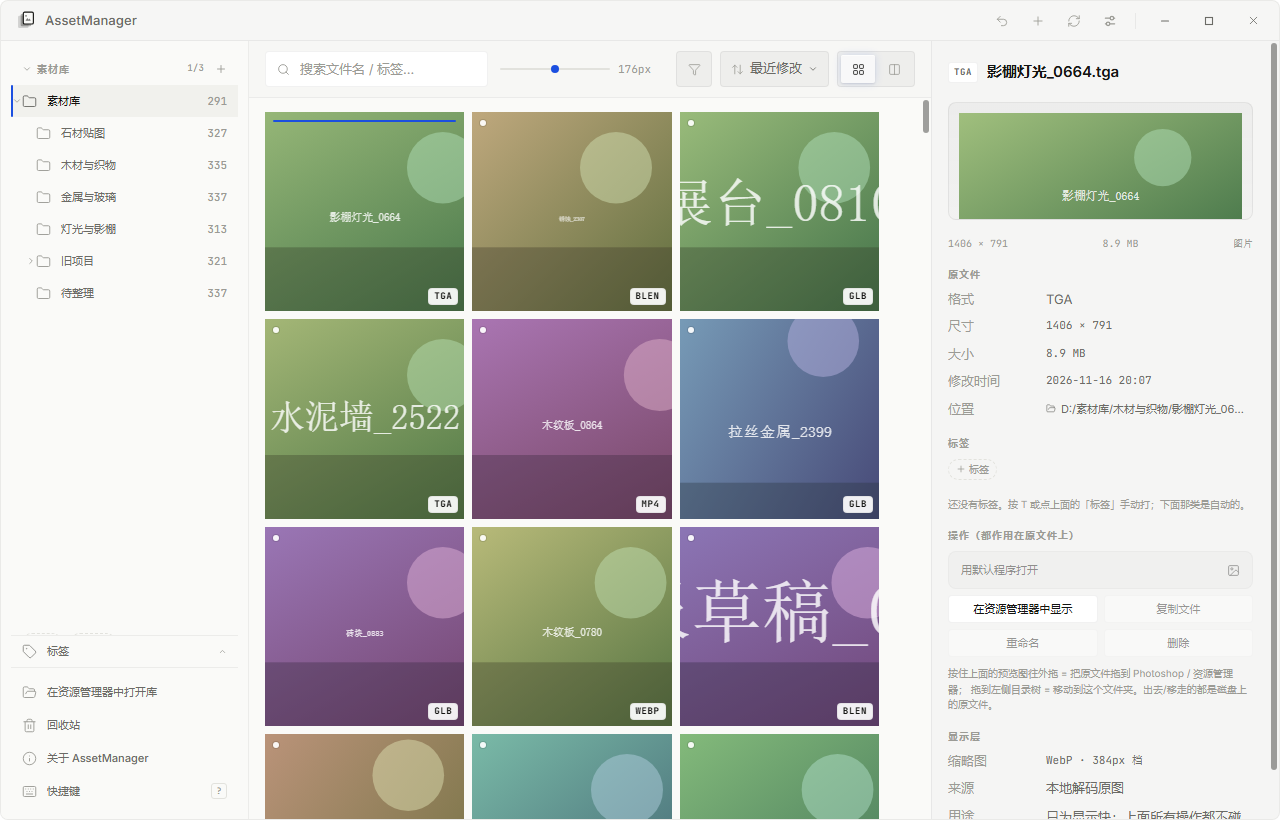 AssetManager
素材库
1/3
素材库
291
石材贴图
327
木材与织物
335
金属与玻璃
337
灯光与影棚
313
旧项目
321
待整理
337
标签
在资源管理器中打开库
回收站
关于 AssetManager
快捷键
?
搜索文件名 / 标签...
176px
最近修改
影棚灯光_0664
TGA
BLEN
展台_0810
GLB
水泥墙_2522
TGA
木纹板_0864
MP4
拉丝金属_2399
GLB
砖块_0883
GLB
木纹板_0780
WEBP
草稿_
BLEN
TGA
影棚灯光_0664.tga
影棚灯光_0664
1406 × 791
8.9 MB
图片
原文件
格式
TGA
尺寸
1406 × 791
大小
8.9 MB
修改时间
2026-11-16 20:07
位置
D:/素材库/木材与织物/影棚灯光_06...
标签
+ 标签
还没有标签。按 T 或点上面的「标签」手动打；下面那类是自动的。
操作（都作用在原文件上）
用默认程序打开
在资源管理器中显示
复制文件
重命名
删除
按住上面的预览图往外拖 = 把原文件拖到 Photoshop / 资源管理
器； 拖到左侧目录树 = 移动到这个文件夹。出去/移走的都是磁盘上
的原文件。
显示层
缩略图
WebP · 384px 档
来源
本地解码原图
用途
只为显示快；上面所有操作都不碰